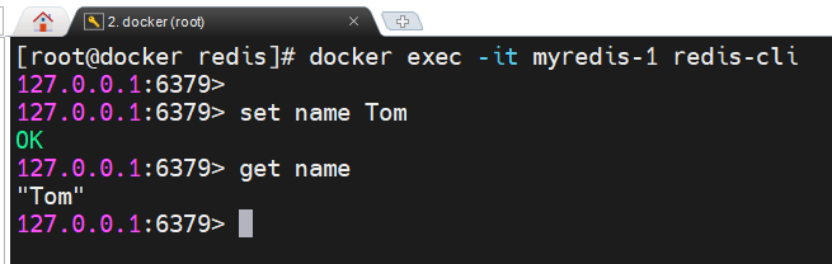 2. docker (root)
[root@docker redis]# docker exec -it myredis-1 redis-cli
127.0.0.1:6379>
127.0.0.1:6379> set name Tom
OK
127.0.0.1:6379> get name
"Tom"
127.0.0.1:6379>